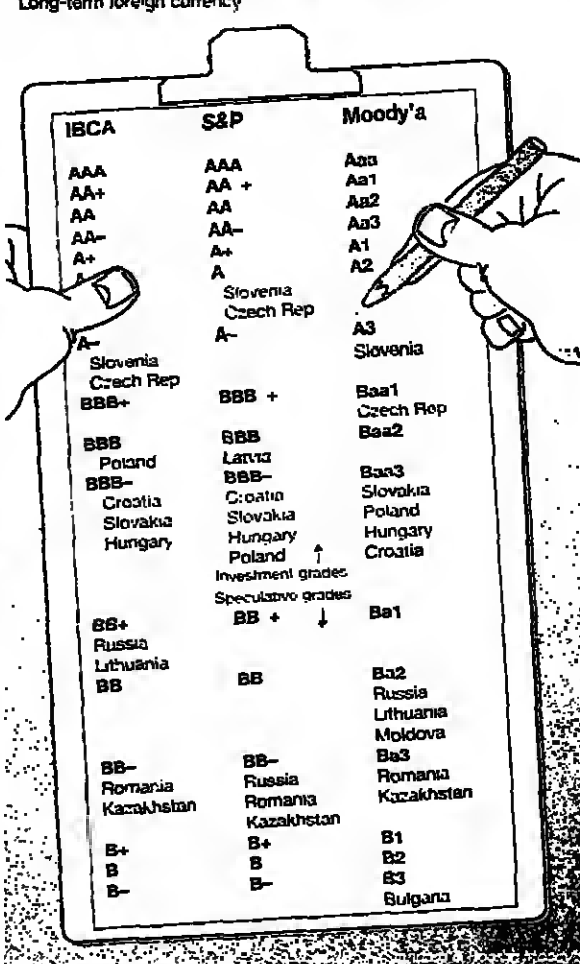 Long-term foreign currency
IBCA
AAA
AA+
AA
AA–
A+
A–
Slovenia
Czech Rep
BBB+
BBB
Poland
BBB–
Croatia
Slovakia
Hungary
BB+
Russia
Lithuania
BB
BB–
Romania
Kazakhstan
B+
B
B–
S&P
AAA
AA +
AA
AA–
A+
A
Slovenia
Czech Rep
A–
BBB +
BBB
Latvia
BBB–
Croatia
Slovakia
Hungary
Poland ↑
Investment grades
Speculative grades
BB + ↓
BB
BB–
Russia
Romania
Kazakhstan
B+
B
B–
Moody'a
Aaa
Aa1
Aa2
Aa3
A1
A2
A3
Slovenia
Baa1
Czech Rep
Baa2
Baa3
Slovakia
Poland
Hungary
Croatia
Ba1
Ba2
Russia
Lithuania
Moldova
Ba3
Romania
Kazakhstan
B1
B2
B3
Bulgaria